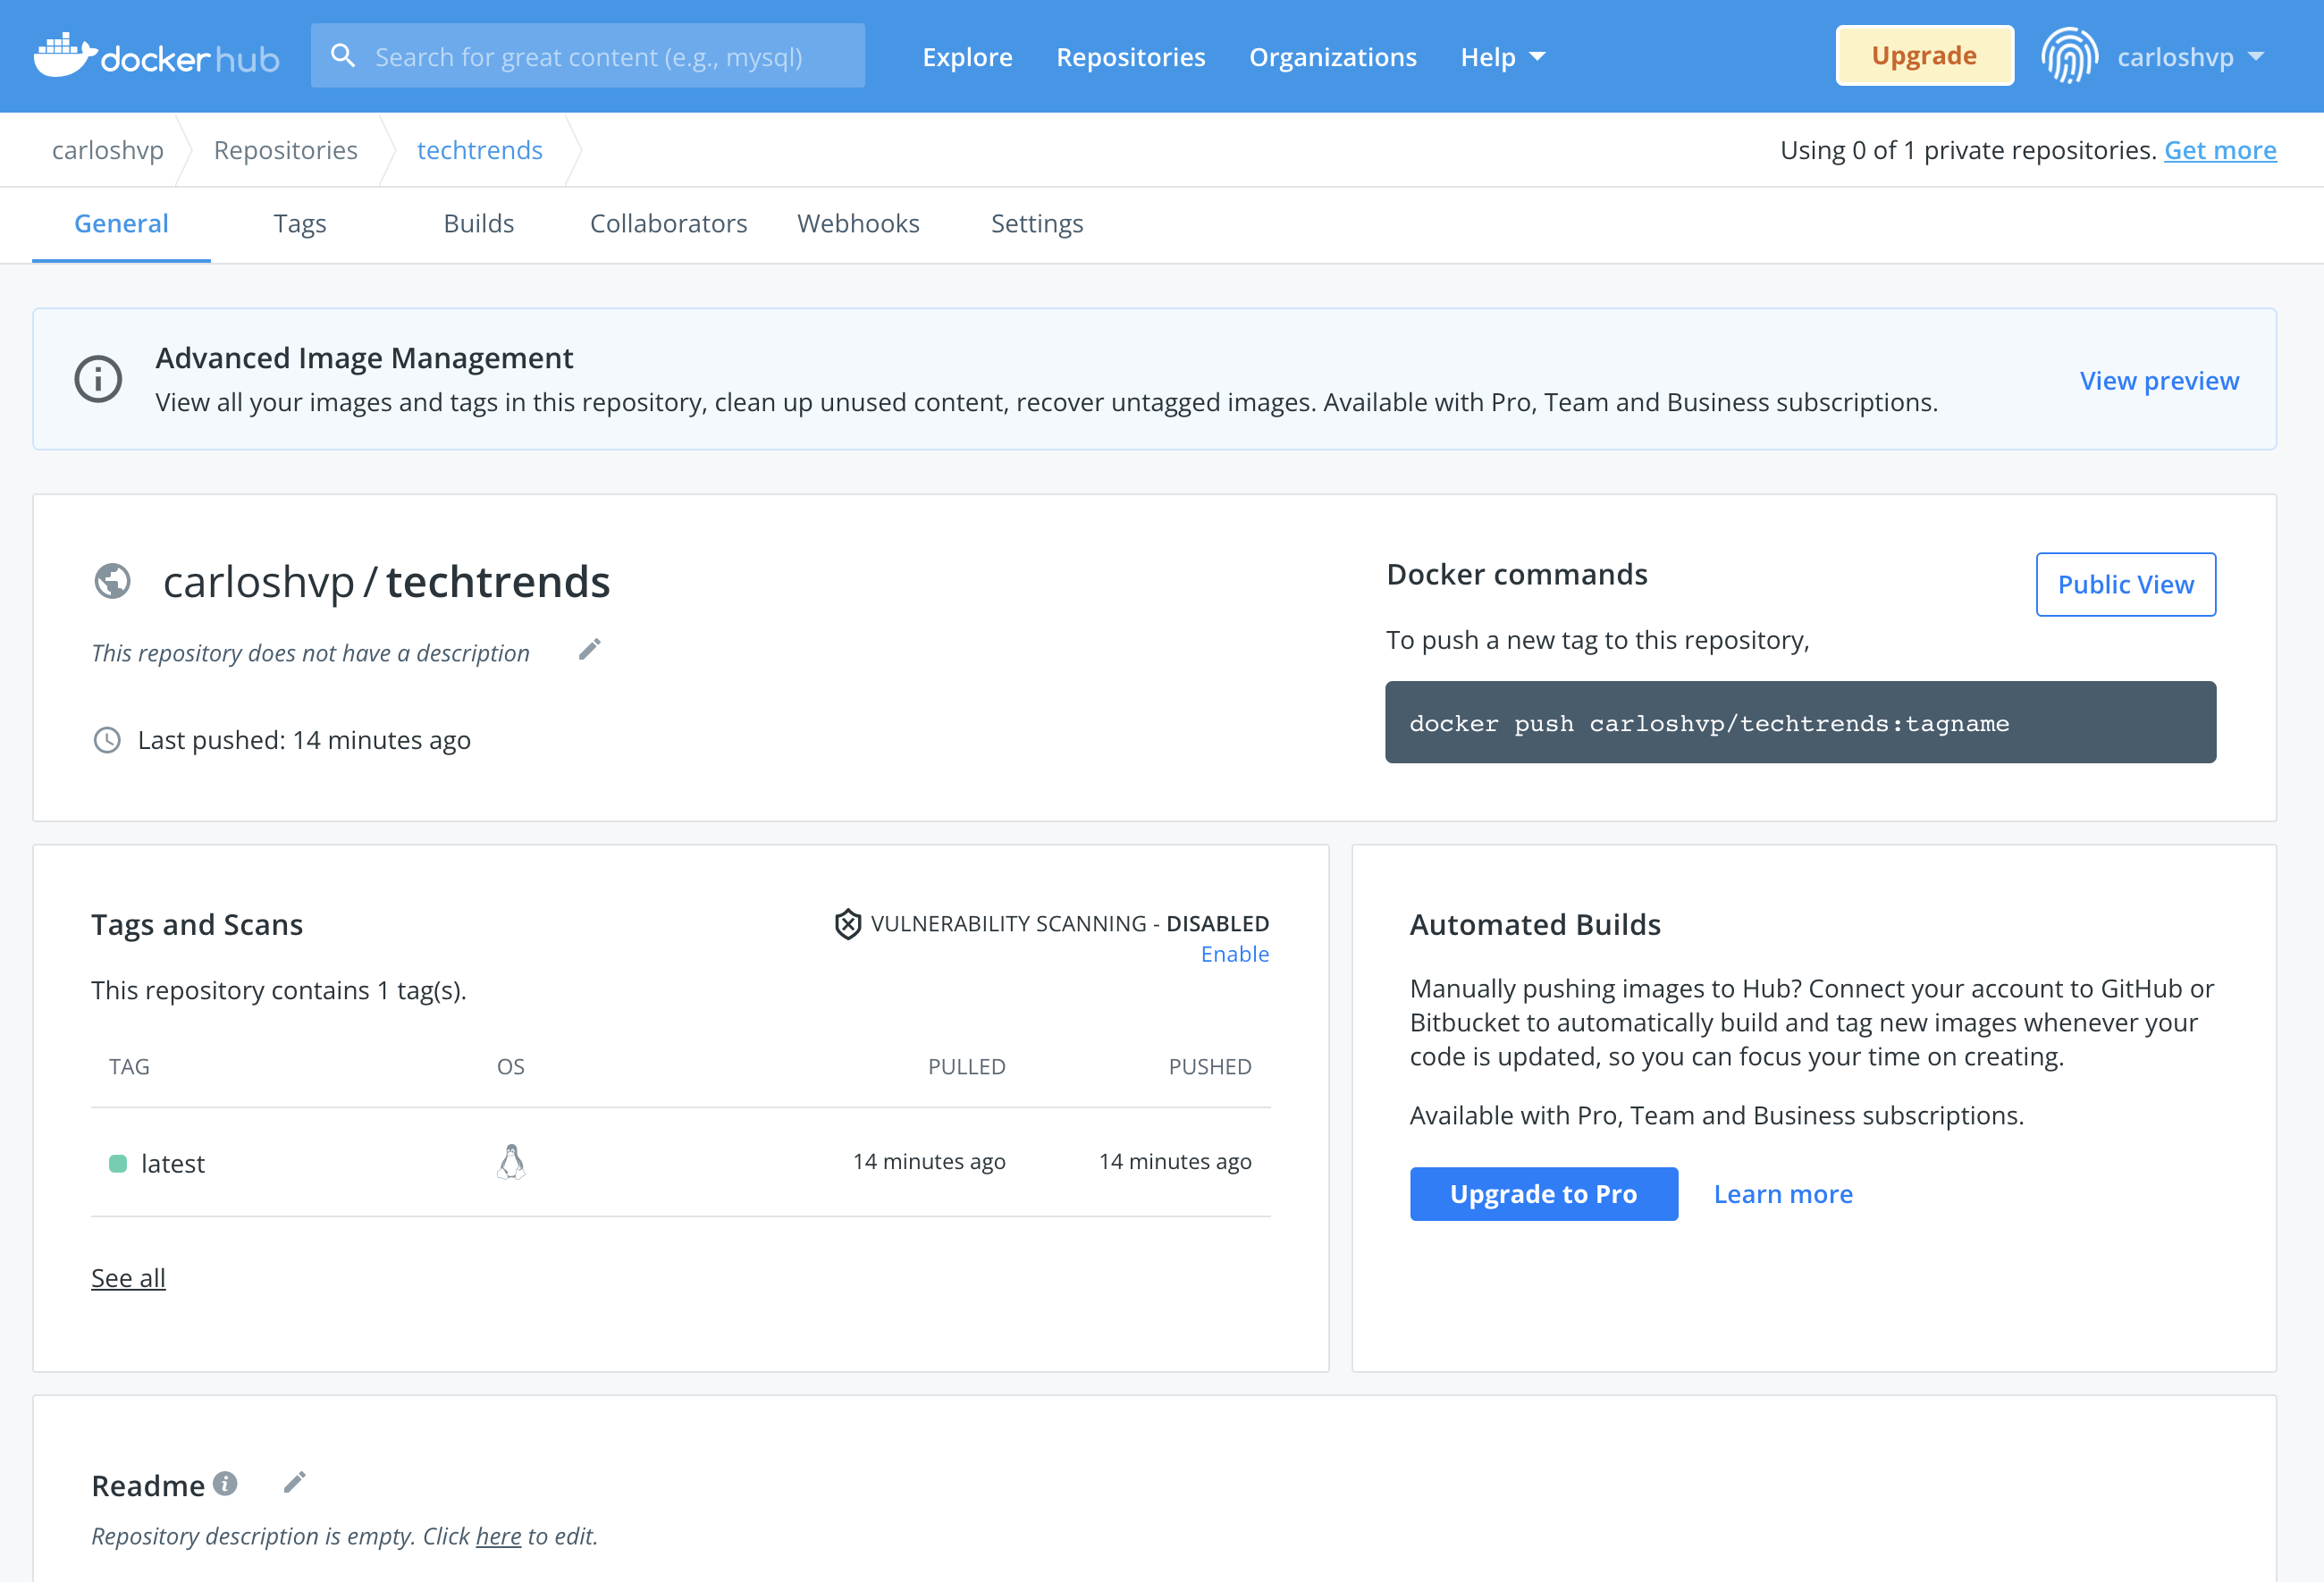 docker hub
Search for great content (e.g., mysql)
Explore
Repositories
Organizations
Help
Upgrade
carloshvp
carloshvp
Repositories
techtrends
Using 0 of 1 private repositories. Get more
General
Tags
Builds
Collaborators
Webhooks
Settings
Advanced Image Management
View all your images and tags in this repository, clean up unused content, recover untagged images. Available with Pro, Team and Business subscriptions.
View preview
carloshvp / techtrends
This repository does not have a description
Last pushed: 14 minutes ago
Docker commands
Public View
To push a new tag to this repository,
docker push carloshvp/techtrends:tagname
Tags and Scans
VULNERABILITY SCANNING - DISABLED
Enable
This repository contains 1 tag(s).
TAG OS PULLED PUSHED
latest 14 minutes ago 14 minutes ago
See all
Automated Builds
Manually pushing images to Hub? Connect your account to GitHub or
Bitbucket to automatically build and tag new images whenever your
code is updated, so you can focus your time on creating.
Available with Pro, Team and Business subscriptions.
Upgrade to Pro
Learn more
Readme
Repository description is empty. Click here to edit.